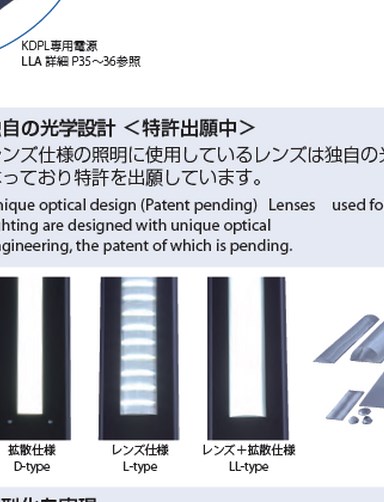 KDPL専用電源
LLA 詳細 P35～36参照
自の光学設計 ＜特許出願中＞
ンズ仕様の照明に使用しているレンズは独自の
っており特許を出願しています。
nique optical design (Patent pending) Lenses used fo
ghting are designed with unique optical
ngineering, the patent of which is pending.
拡散仕様 レンズ仕様 レンズ＋拡散仕様
D-type L-type LL-type